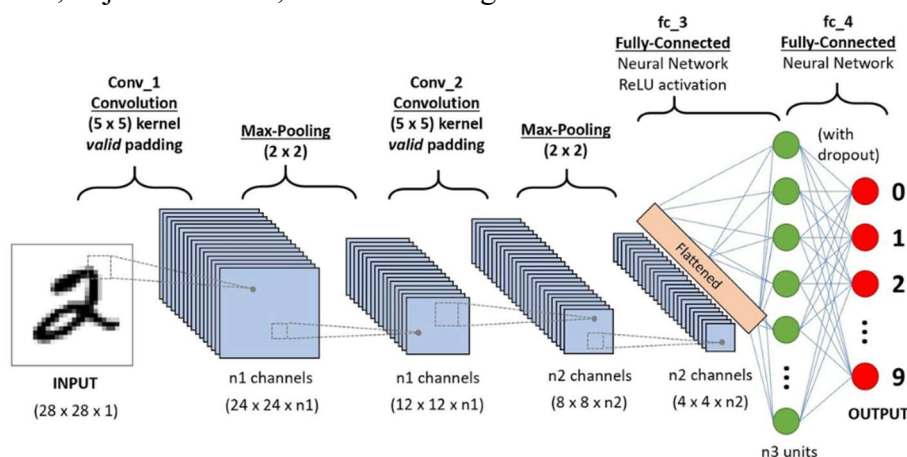 fc_3
Fully-Connected
Neural Network
ReLU activation
fc_4
Fully-Connected
Neural Network
Conv_1
Convolution
(5 x 5) kernel
valid padding
Max-Pooling
(2 x 2)
Conv_2
Convolution
(5 x 5) kernel
valid padding
Max-Pooling
(2 x 2)
(with
dropout)
Flattened
2
0
1
2
9
INPUT
(28 x 28 x 1)
n1 channels
(24 x 24 x n1)
n1 channels
(12 x 12 x n1)
n2 channels
(8 x 8 x n2)
n2 channels
(4 x 4 x n2)
OUTPUT
n3 units